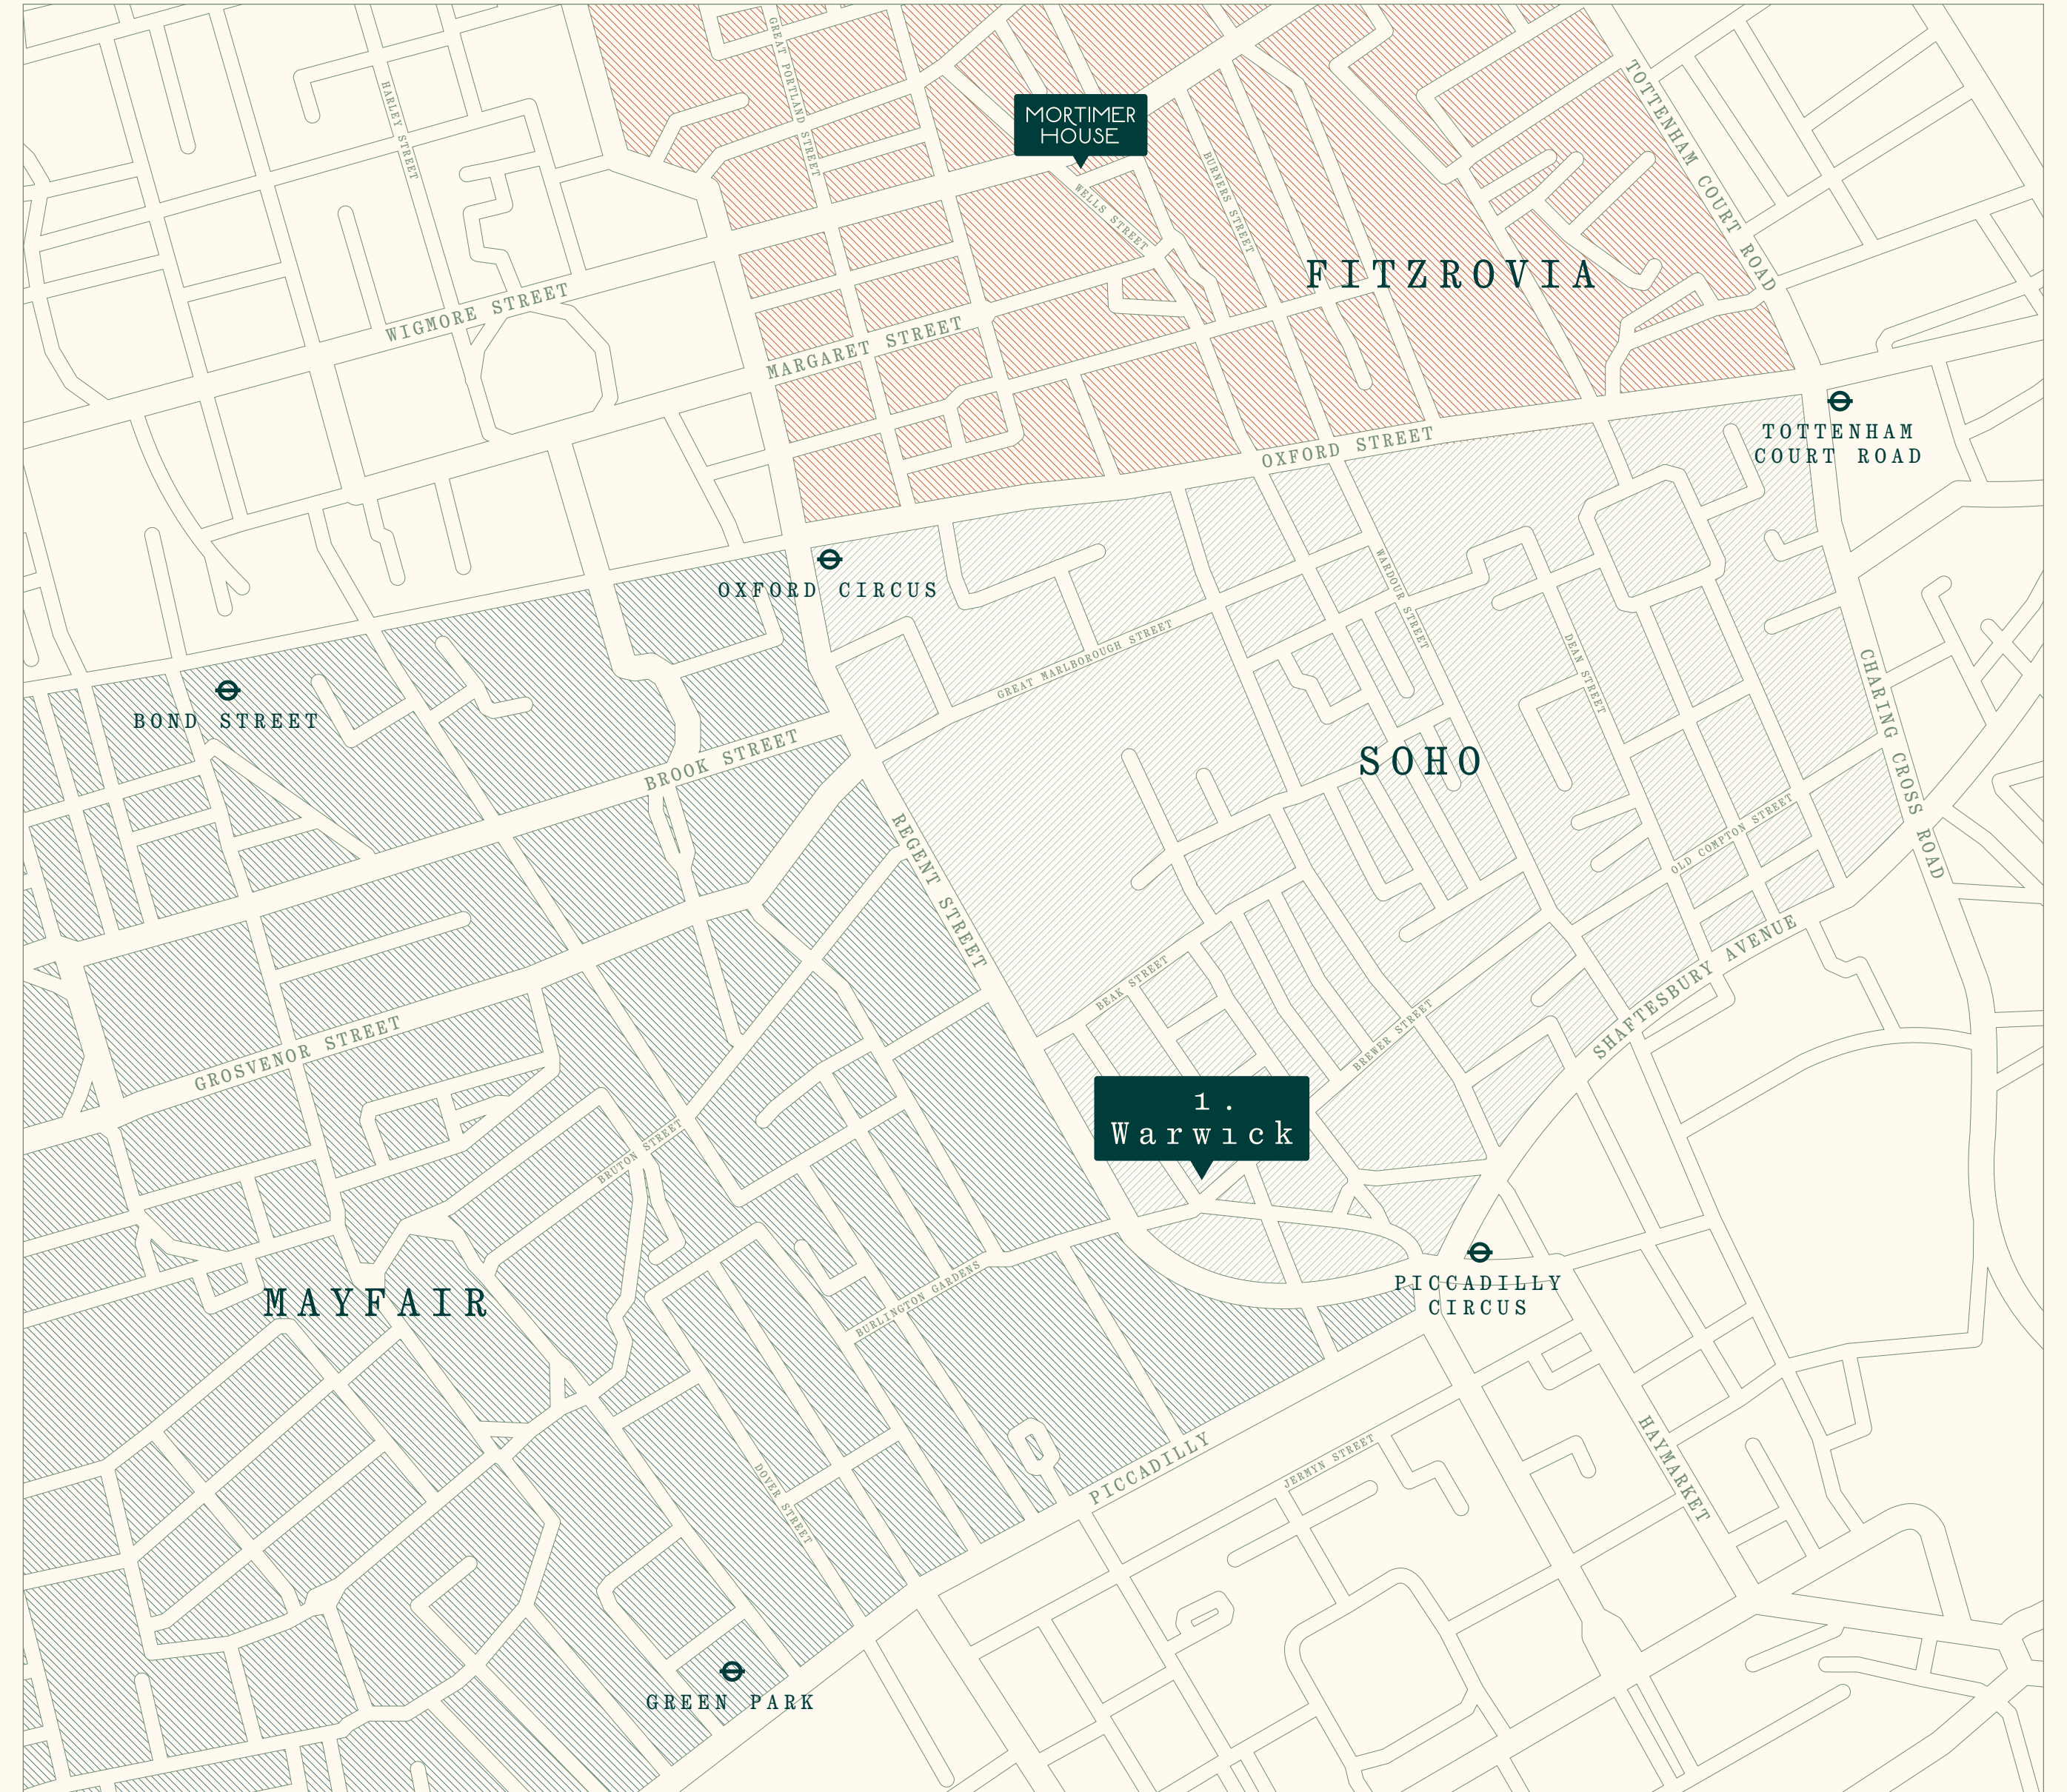 GREAT PORTLAND STREET
HARLEY STREET
TOTTENHAM COURT ROAD
MORTIMER
HOUSE
BURNERS STREET
WELLS STREET
FITZROVIA
WIGMORE STREET
MARGARET STREET
TOTTENHAM
COURT ROAD
OXFORD STREET
OXFORD CIRCUS
WARDOUR STREET
GREAT MARLBOROUGH STREET
DEAN STREET
CHARING CROSS ROAD
BOND STREET
BROOK STREET
SOHO
OLD COMPTON STREET
REGENT STREET
SHAFTESBURY AVENUE
BEAK STREET
BREWER STREET
GROSVENOR STREET
1.
Warwick
BRUTON STREET
PICCADILLY
CIRCUS
BURLINGTON GARDENS
MAYFAIR
HAYMARKET
PICCADILLY
JERMYN STREET
DOVER STREET
GREEN PARK